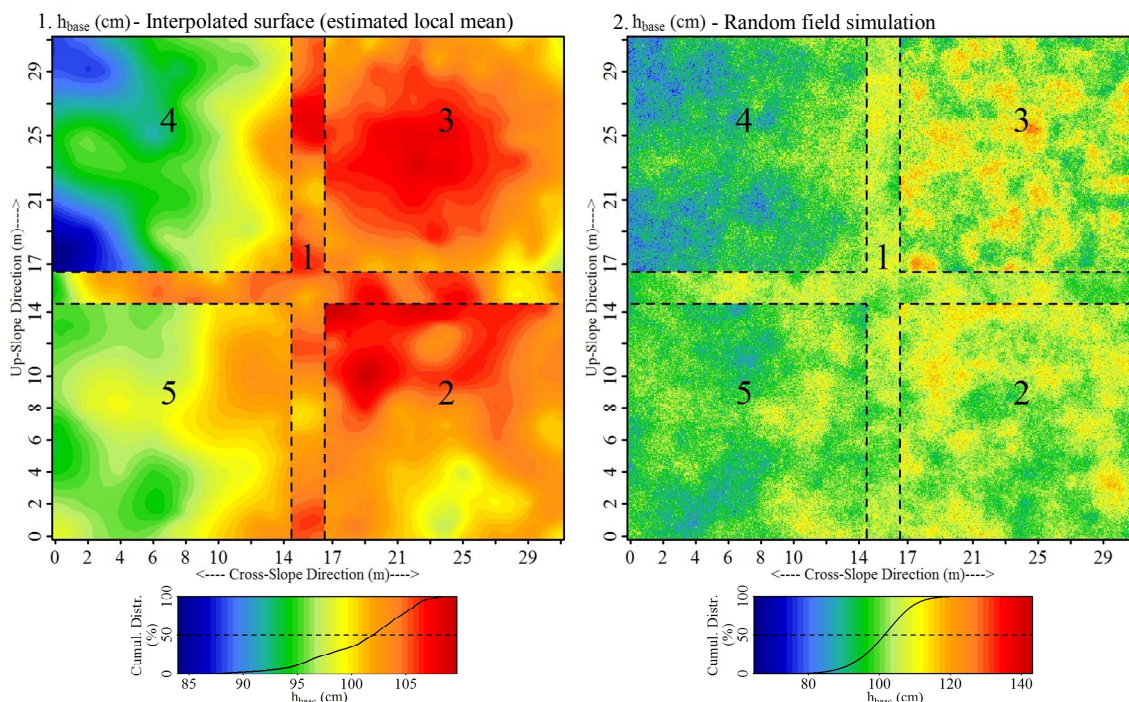 1. h_base (cm) - Interpolated surface (estimated local mean)
2. h_base (cm) - Random field simulation
Up-Slope Direction (m)---->
0 2 4 6 8 10 14 17 21 25 29
4
3
1
5
2
0 2 4 6 8 10 14 17 21 25 29
<---- Cross-Slope Direction (m)---->
Up-Slope Direction (m)---->
0 2 4 6 8 10 14 17 21 25 29
4
3
1
5
2
0 2 4 6 8 10 14 17 21 25 29
<---- Cross-Slope Direction (m)---->
Cumul. Distr.
(%)
0 50 100
85 90 95 100 105
h_base (cm)
Cumul. Distr.
(%)
0 50 100
80 100 120 140
h_base (cm)